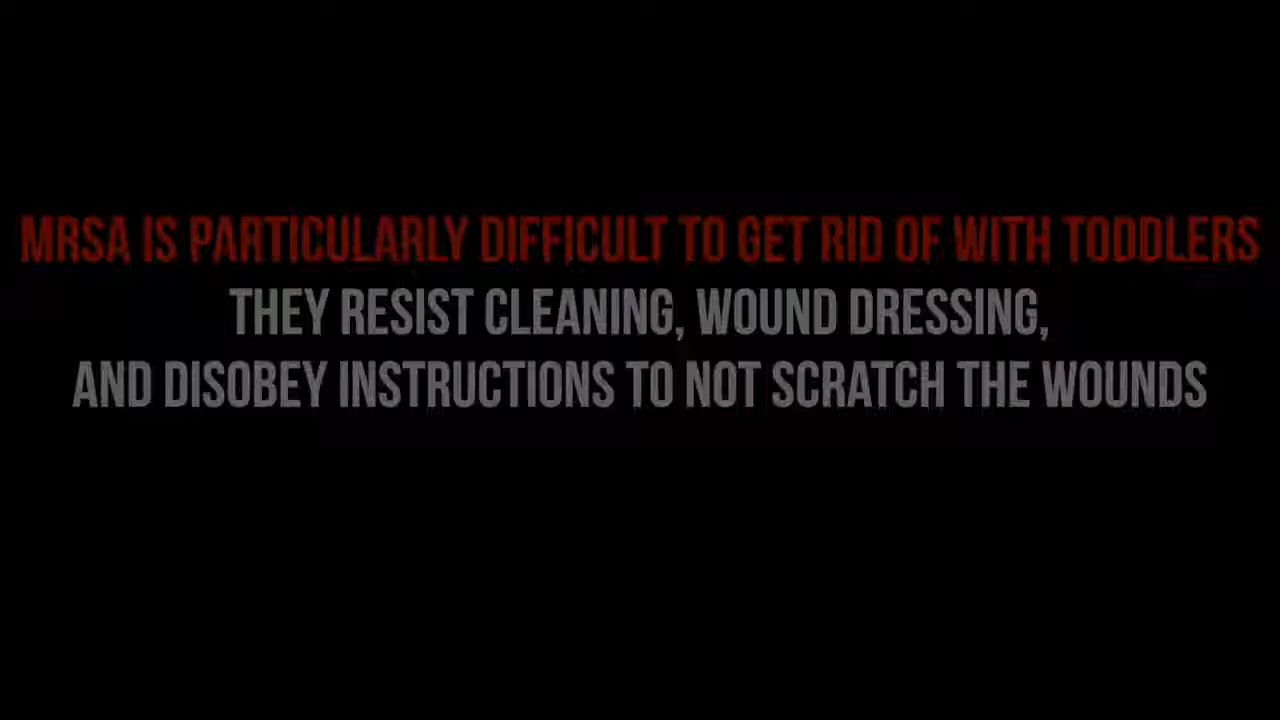 MRSA IS PARTICULARLY DIFFICULT TO GET RID OF WITH TODDLERS
THEY RESIST CLEANING, WOUND DRESSING,
AND DISOBEY INSTRUCTIONS TO NOT SCRATCH THE WOUNDS